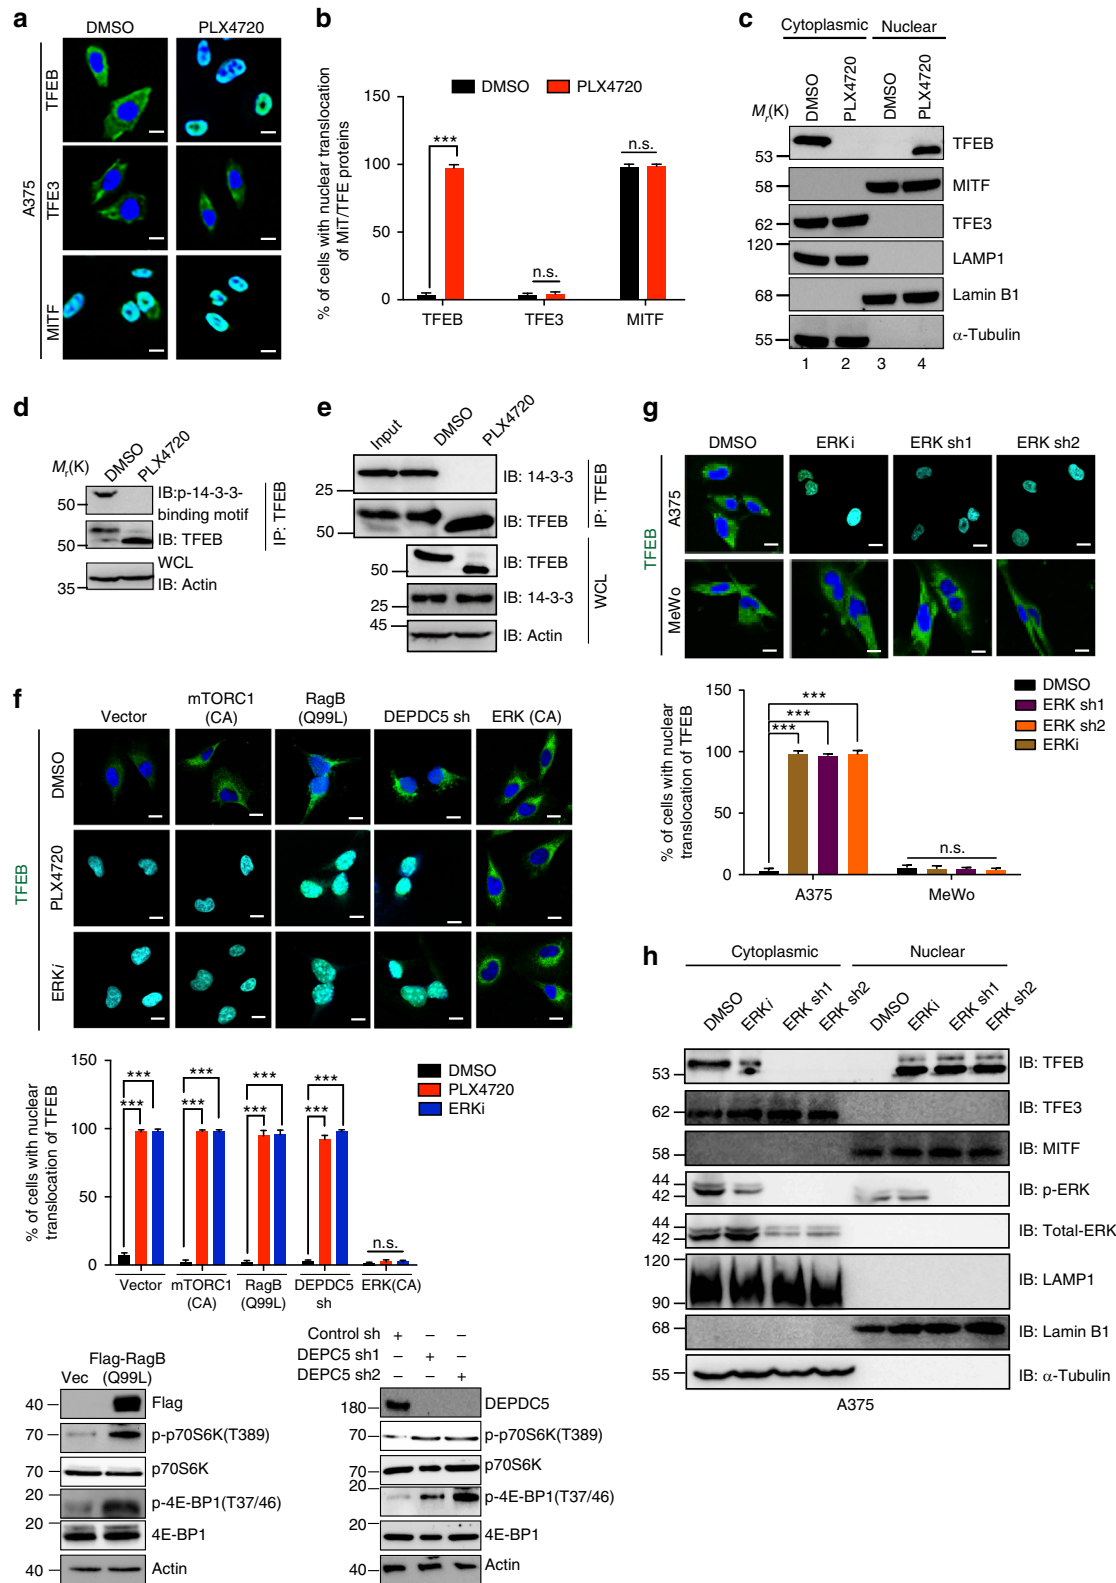 a
DMSO
PLX4720
A375
TFEB
TFE3
MITF
b
DMSO
PLX4720
% of cells with nuclear translocation
of MiT/TFE proteins
150
100
50
0
***
n.s.
n.s.
TFEB
TFE3
MITF
c
Cytoplasmic
Nuclear
DMSO
PLX4720
DMSO
PLX4720
Mr(K)
53
TFEB
58
MITF
62
TFE3
120
LAMP1
68
Lamin B1
55
α-Tubulin
1
2
3
4
d
DMSO
PLX4720
Mr(K)
50
IB:p-14-3-3-
binding motif
50
IB: TFEB
IP: TFEB
WCL
35
IB: Actin
e
Input
DMSO
PLX4720
25
IB: 14-3-3
50
IB: TFEB
IP: TFEB
50
IB: TFEB
25
IB: 14-3-3
45
IB: Actin
WCL
g
DMSO
ERKi
ERK sh1
ERK sh2
TFEB
A375
MeWo
DMSO
ERK sh1
ERK sh2
ERKi
% of cells with nuclear
translocation of TFEB
150
100
50
0
***
***
***
n.s.
A375
MeWo
f
Vector
mTORC1
(CA)
RagB
(Q99L)
DEPDC5 sh
ERK (CA)
TFEB
DMSO
PLX4720
ERKi
% of cells with nuclear
translocation of TFEB
150
100
50
0
DMSO
PLX4720
ERKi
***
***
***
***
***
***
***
***
n.s.
Vector
mTORC1
(CA)
RagB
(Q99L)
DEPDC5
sh
ERK(CA)
Vec
Flag-RagB
(Q99L)
40
Flag
70
p-p70S6K(T389)
70
p70S6K
20
p-4E-BP1(T37/46)
20
4E-BP1
40
Actin
Control sh + – –
DEPC5 sh1 – + –
DEPC5 sh2 – – +
180
DEPDC5
70
p-p70S6K(T389)
70
p70S6K
20
p-4E-BP1(T37/46)
20
4E-BP1
40
Actin
h
Cytoplasmic
Nuclear
DMSO
ERKi
ERK sh1
ERK sh2
DMSO
ERKi
ERK sh1
ERK sh2
53
IB: TFEB
62
IB: TFE3
58
IB: MITF
44
42
IB: p-ERK
44
42
IB: Total-ERK
120
90
IB: LAMP1
68
IB: Lamin B1
55
IB: α-Tubulin
A375